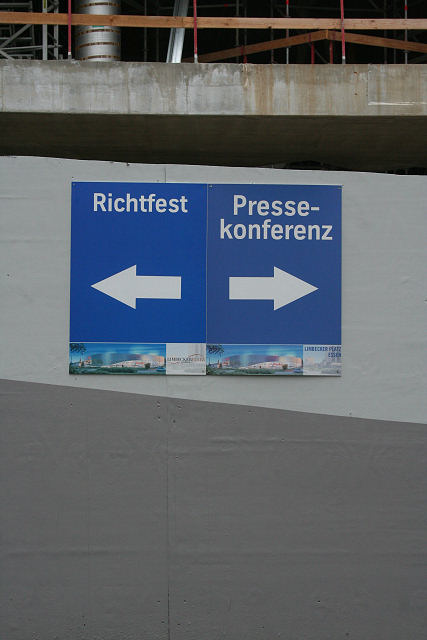 Richtfest
Presse-
konferenz
LIMBECKER PLATZ
ESSEN